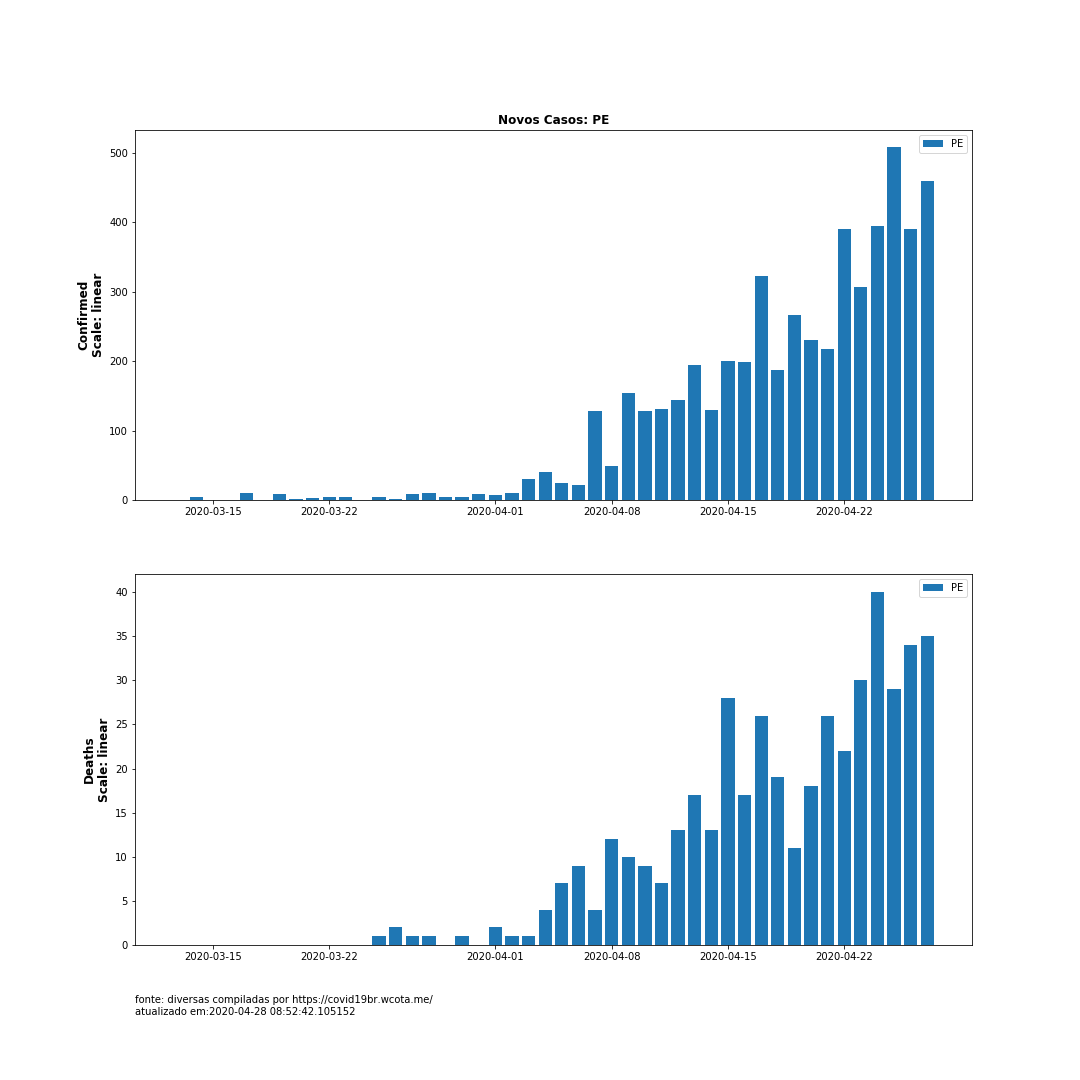 Novos Casos: PE
PE
500
400
300
200
100
0
Confirmed
Scale: linear
2020-03-15 2020-03-22 2020-04-01 2020-04-08 2020-04-15 2020-04-22
PE
40
35
30
25
20
15
10
5
0
Deaths
Scale: linear
2020-03-15 2020-03-22 2020-04-01 2020-04-08 2020-04-15 2020-04-22
fonte: diversas compiladas por https://covid19br.wcota.me/
atualizado em:2020-04-28 08:52:42.105152